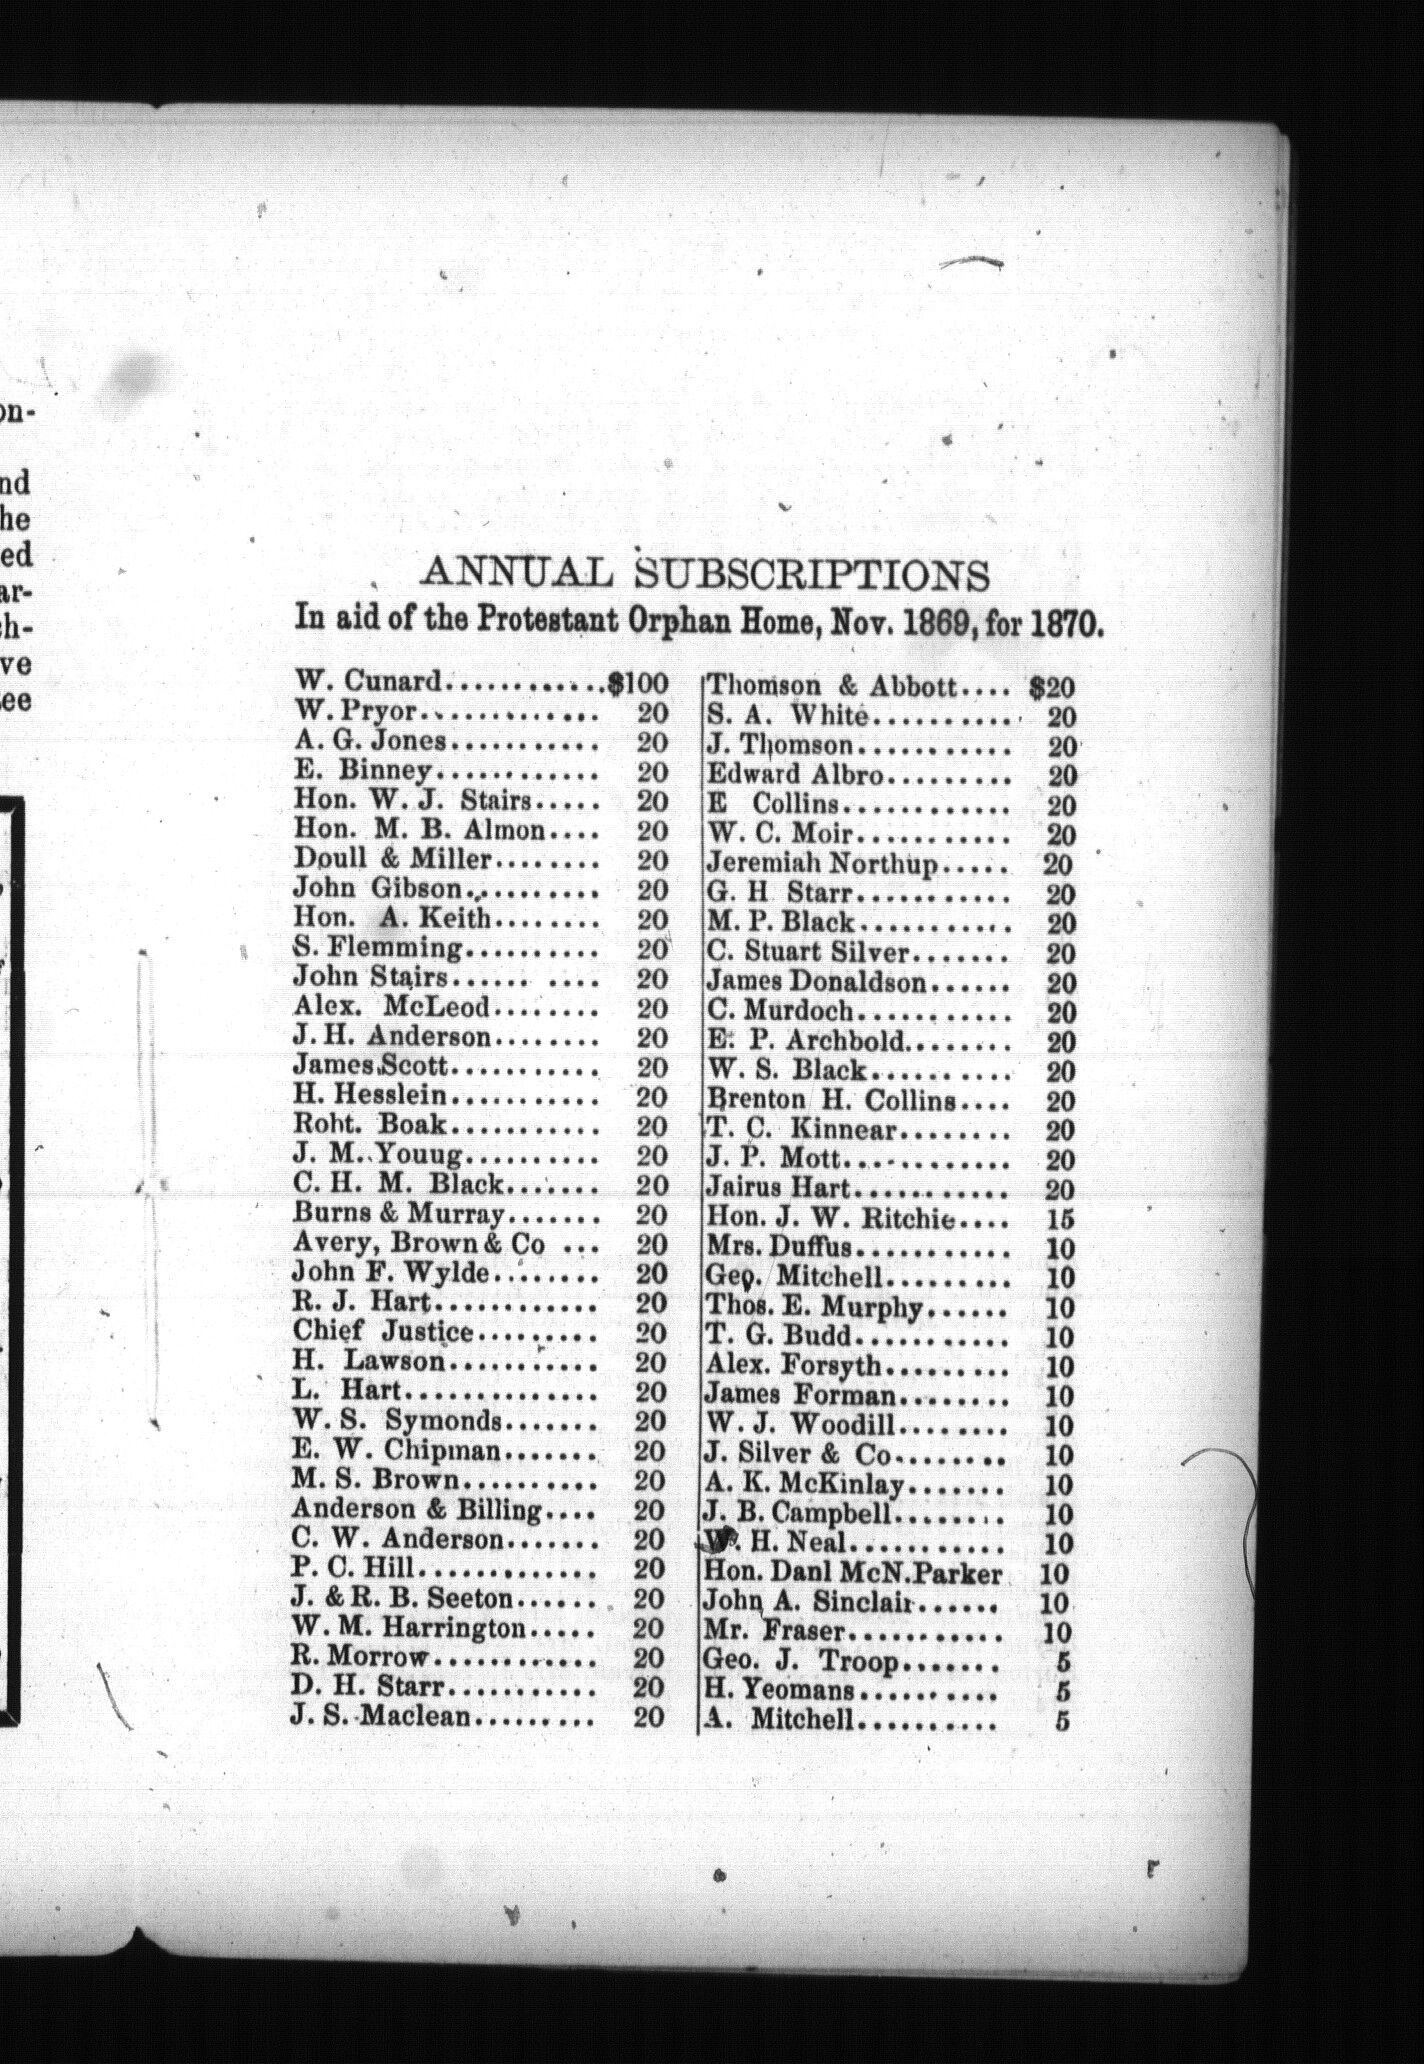 on-
nd
he
ed
ar-
ch-
ve
tee
ANNUAL SUBSCRIPTIONS
In aid of the Protestant Orphan Home, Nov. 1869, for 1870.
W. Cunard............$100
W. Pryor............. 20
A. G. Jones........... 20
E. Binney............ 20
Hon. W. J. Stairs..... 20
Hon. M. B. Almon.... 20
Doull & Miller........ 20
John Gibson.......... 20
Hon. A. Keith........ 20
S. Flemming.......... 20
John Stairs...... .... 20
Alex. McLeod........ 20
J. H. Anderson........ 20
James Scott........... 20
H. Hesslein........... 20
Robt. Boak........... 20
J. M. Youug.......... 20
C. H. M. Black....... 20
Burns & Murray....... 20
Avery, Brown & Co ... 20
John F. Wylde........ 20
R. J. Hart............ 20
Chief Justice......... 20
H. Lawson........... 20
L. Hart.............. 20
W. S. Symonds....... 20
E. W. Chipman....... 20
M. S. Brown.......... 20
Anderson & Billing.... 20
C. W. Anderson....... 20
P. C. Hill............. 20
J. & R. B. Seeton...... 20
W. M. Harrington..... 20
R. Morrow............ 20
D. H. Starr........... 20
J. S. Maclean......... 20
Thomson & Abbott.... $20
S. A. White.......... 20
J. Thomson........... 20
Edward Albro......... 20
E Collins............ 20
W. C. Moir........... 20
Jeremiah Northup..... 20
G. H Starr........... 20
M. P. Black........... 20
C. Stuart Silver....... 20
James Donaldson...... 20
C. Murdoch........... 20
E. P. Archbold........ 20
W. S. Black.......... 20
Brenton H. Collins.... 20
T. C. Kinnear........ 20
J. P. Mott............ 20
Jairus Hart........... 20
Hon. J. W. Ritchie.... 15
Mrs. Duffus........... 10
Geo. Mitchell......... 10
Thos. E. Murphy...... 10
T. G. Budd........... 10
Alex. Forsyth......... 10
James Forman........ 10
W. J. Woodill........ 10
J. Silver & Co........ 10
A. K. McKinlay....... 10
J. B. Campbell........ 10
W. H. Neal........... 10
Hon. Danl McN.Parker 10
John A. Sinclair...... 10
Mr. Fraser........... 10
Geo. J. Troop....... 5
H. Yeomans.......... 5
A. Mitchell.......... 5